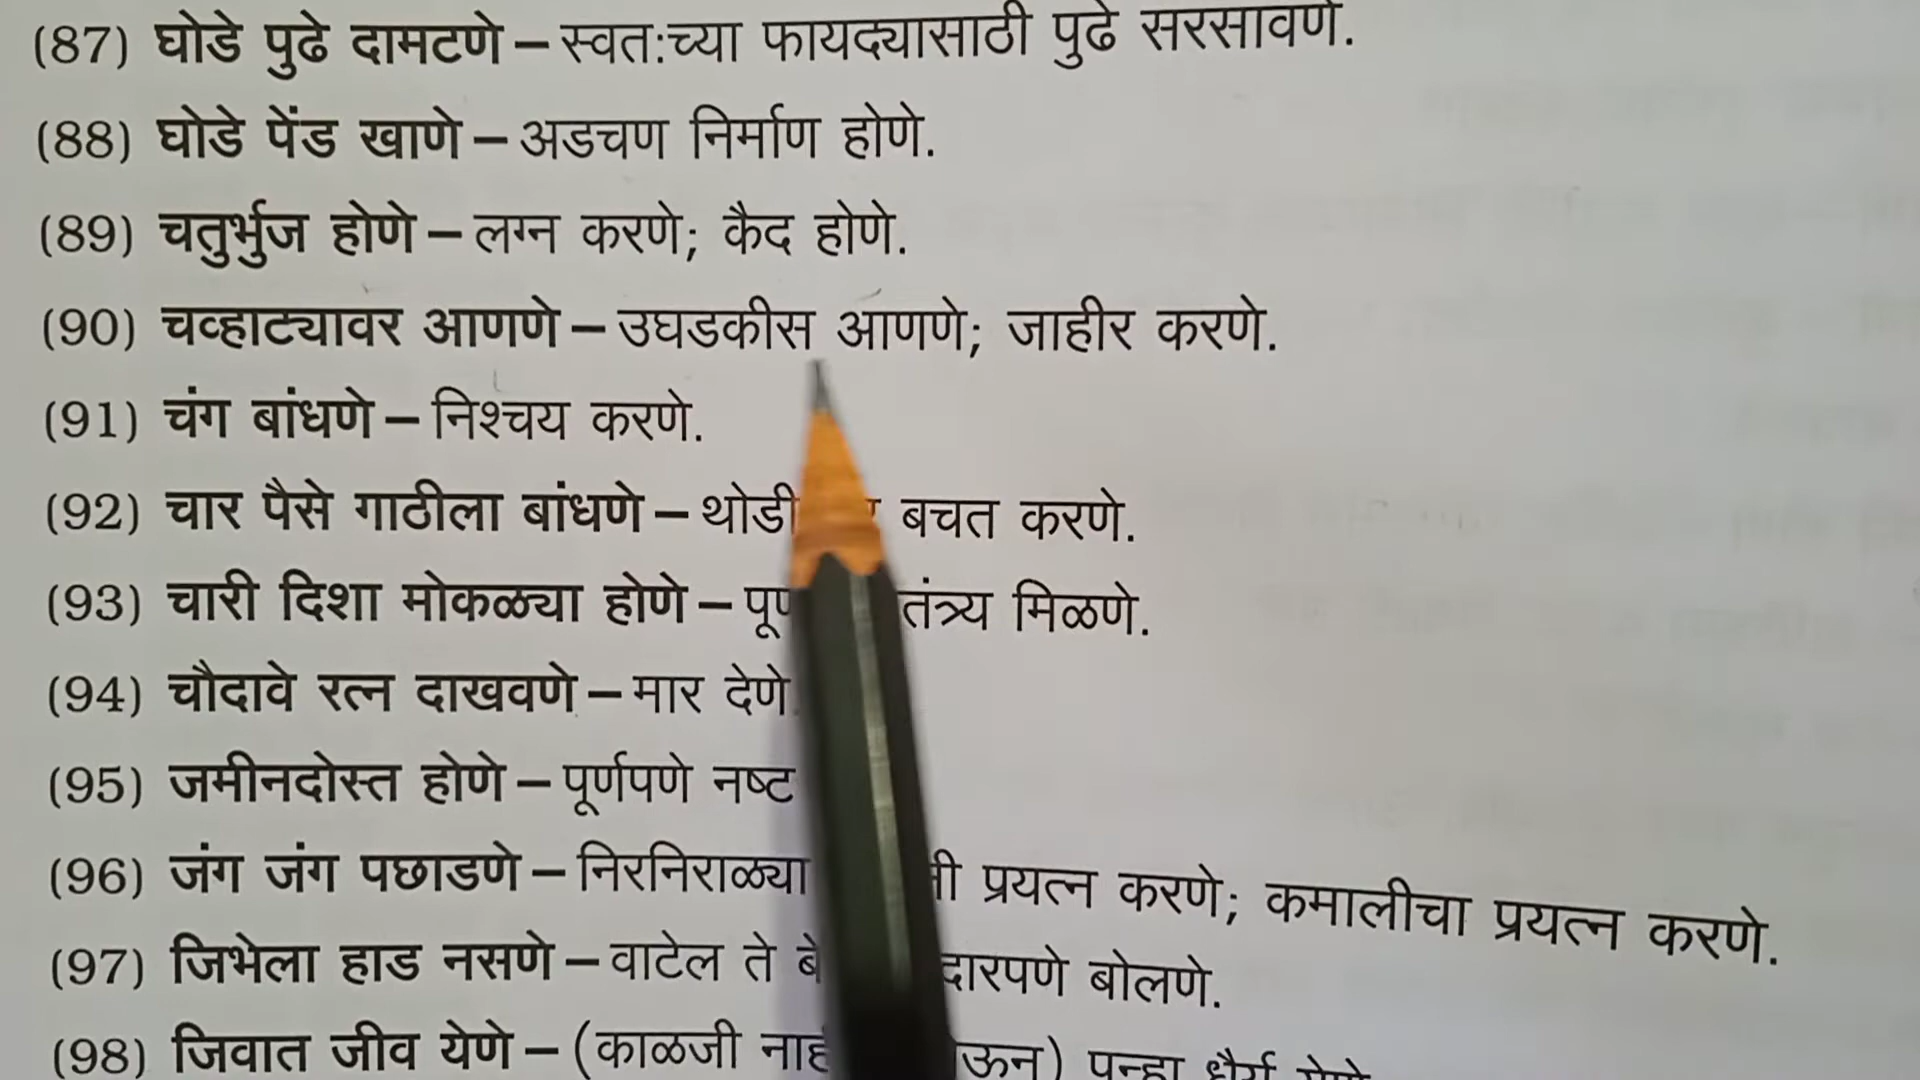 (87) घोडे पुढे दामटणे – स्वत:च्या फायद्यासाठी पुढे सरसावणे.
(88) घोडे पेंड खाणे – अडचण निर्माण होणे.
(89) चतुर्भुज होणे – लग्न करणे; कैद होणे.
(90) चव्हाट्यावर आणणे – उघडकीस आणणे; जाहीर करणे.
(91) चंग बांधणे – निश्चय करणे.
(92) चार पैसे गाठीला बांधणे – थोडी बचत करणे.
(93) चारी दिशा मोकळ्या होणे – मिळणे.
(94) चौदावे रत्न दाखवणे – मार देणे
(95) जमीनदोस्त होणे – पूर्णपणे नष्ट
(96) जंग जंग पछाडणे – निरनिराळ्या प्रयत्न करणे; कमालीचा प्रयत्न करणे.
(97) जिभेला हाड नसणे – वाटेल ते बोलणे.
(98) जिवात जीव येणे – (काळजी पुन्हा धैर्य